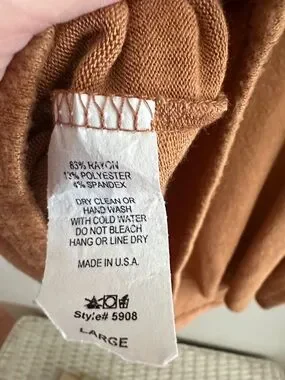 83% RAYON
13% POLYESTER
4% SPANDEX
DRY CLEAN OR
HAND WASH
WITH COLD WATER
DO NOT BLEACH
HANG OR LINE DRY
MADE IN U.S.A.
Style# 5908
LARGE